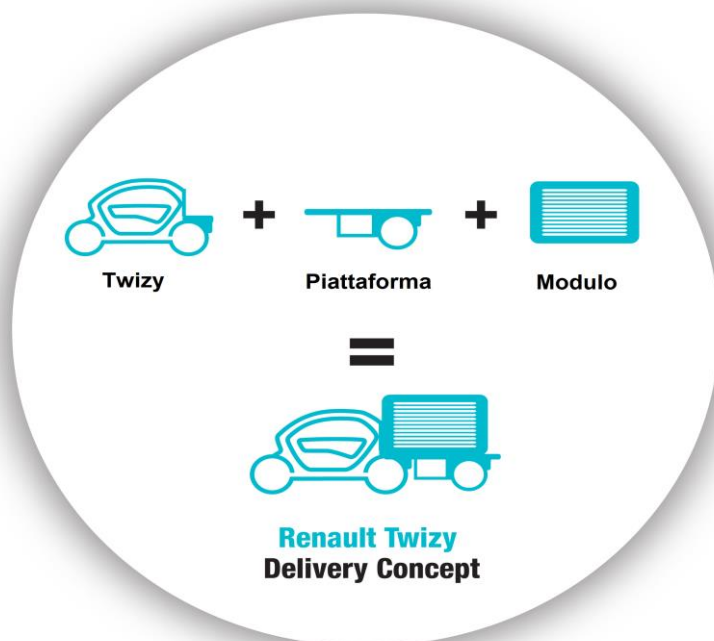 Twizy + Piattaforma + Modulo
=
Renault Twizy
Delivery Concept